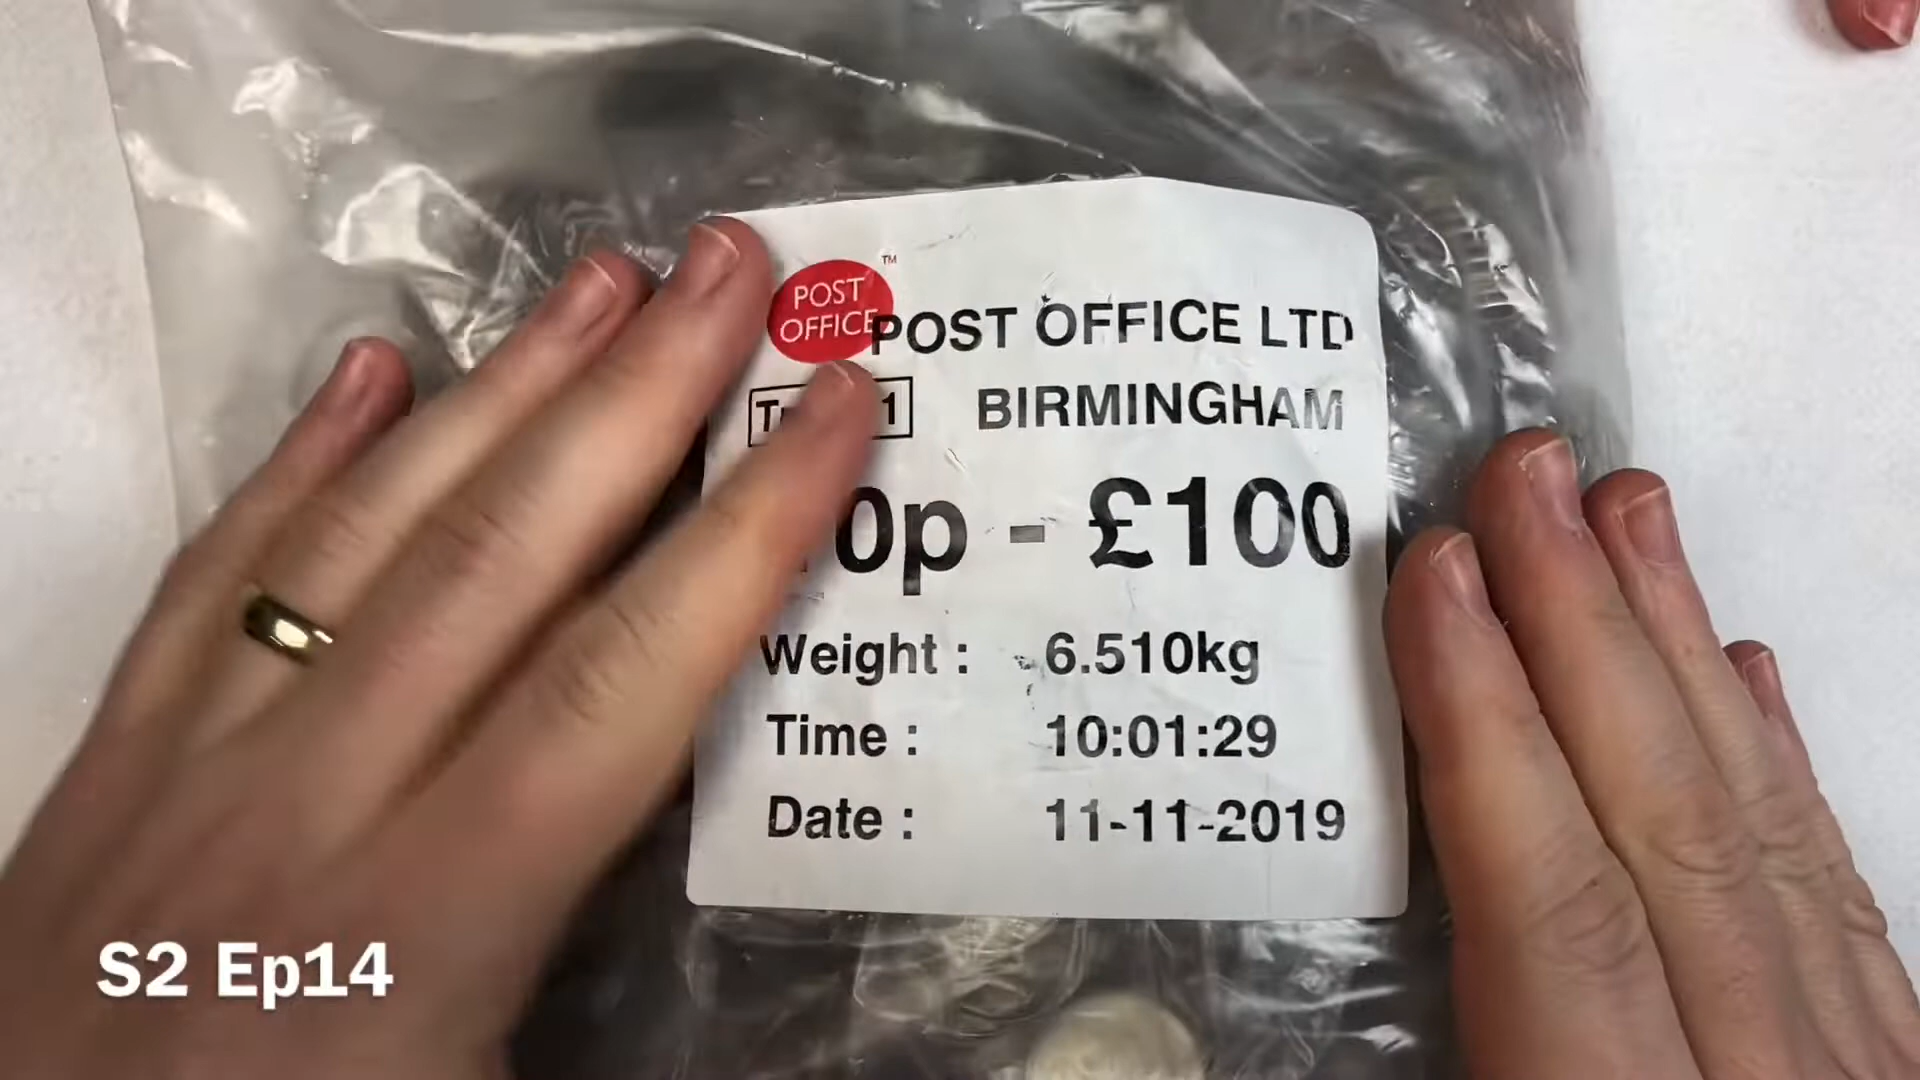 POST
OFFICE
TM
POST OFFICE LTD
BIRMINGHAM
0p - £100
Weight : 6.510kg
Time : 10:01:29
Date : 11-11-2019
S2 Ep14